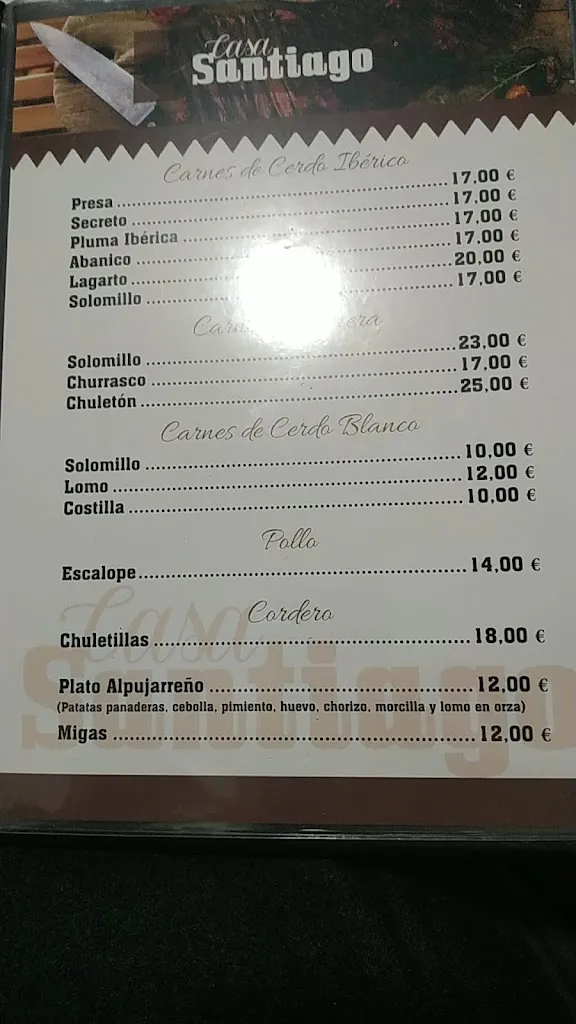 Casa
Santiago
Carnes de Cerdo Ibérico
Presa ........ 17,00 €
Secreto ........ 17,00 €
Pluma Ibérica ........ 17,00 €
Abanico ........ 17,00 €
Lagarto ........ 20,00 €
Solomillo ........ 17,00 €
Solomillo ........ 23,00 €
Churrasco ........ 17,00 €
Chuletón ........ 25,00 €
Carnes de Cerdo Blanco
Solomillo ........ 10,00 €
Lomo ........ 12,00 €
Costilla ........ 10,00 €
Pollo
Escalope ........ 14,00 €
Cordero
Chuletillas ........ 18,00 €
Plato Alpujarreño ........ 12,00 €
(Patatas panaderas, cebolla, pimiento, huevo, chorizo, morcilla y lomo en orza)
Migas ........ 12,00 €
Casa
Santiago